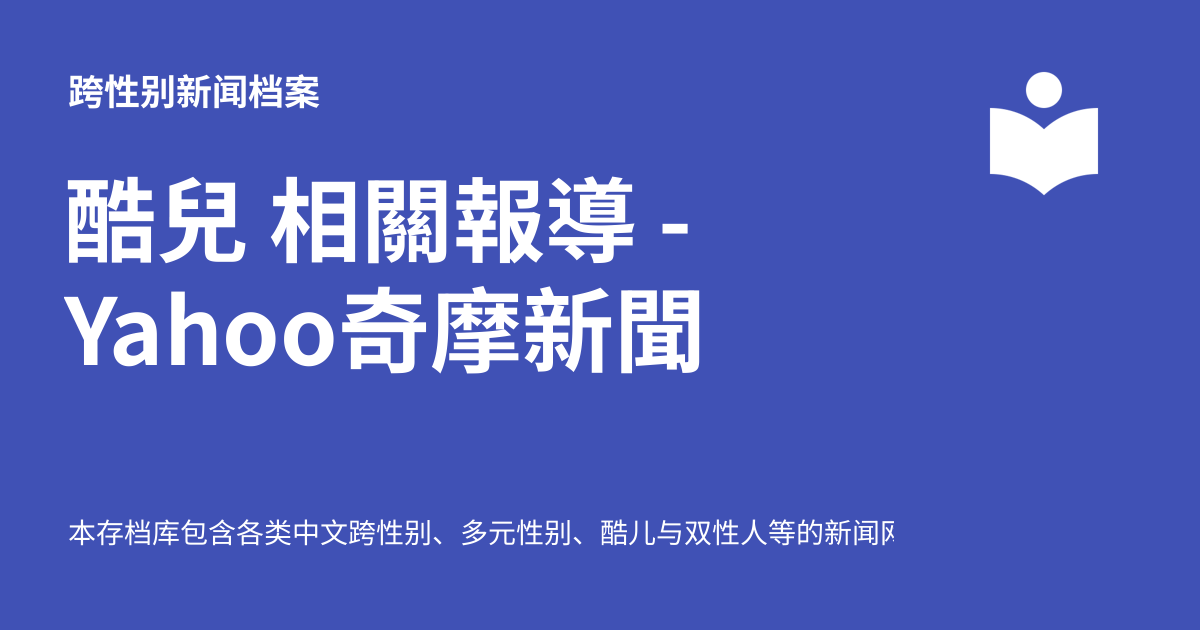 跨性别新闻档案
酷兒 相關報導 -
Yahoo奇摩新聞
本存档库包含各类中文跨性别、多元性别、酷儿与双性人等的新闻